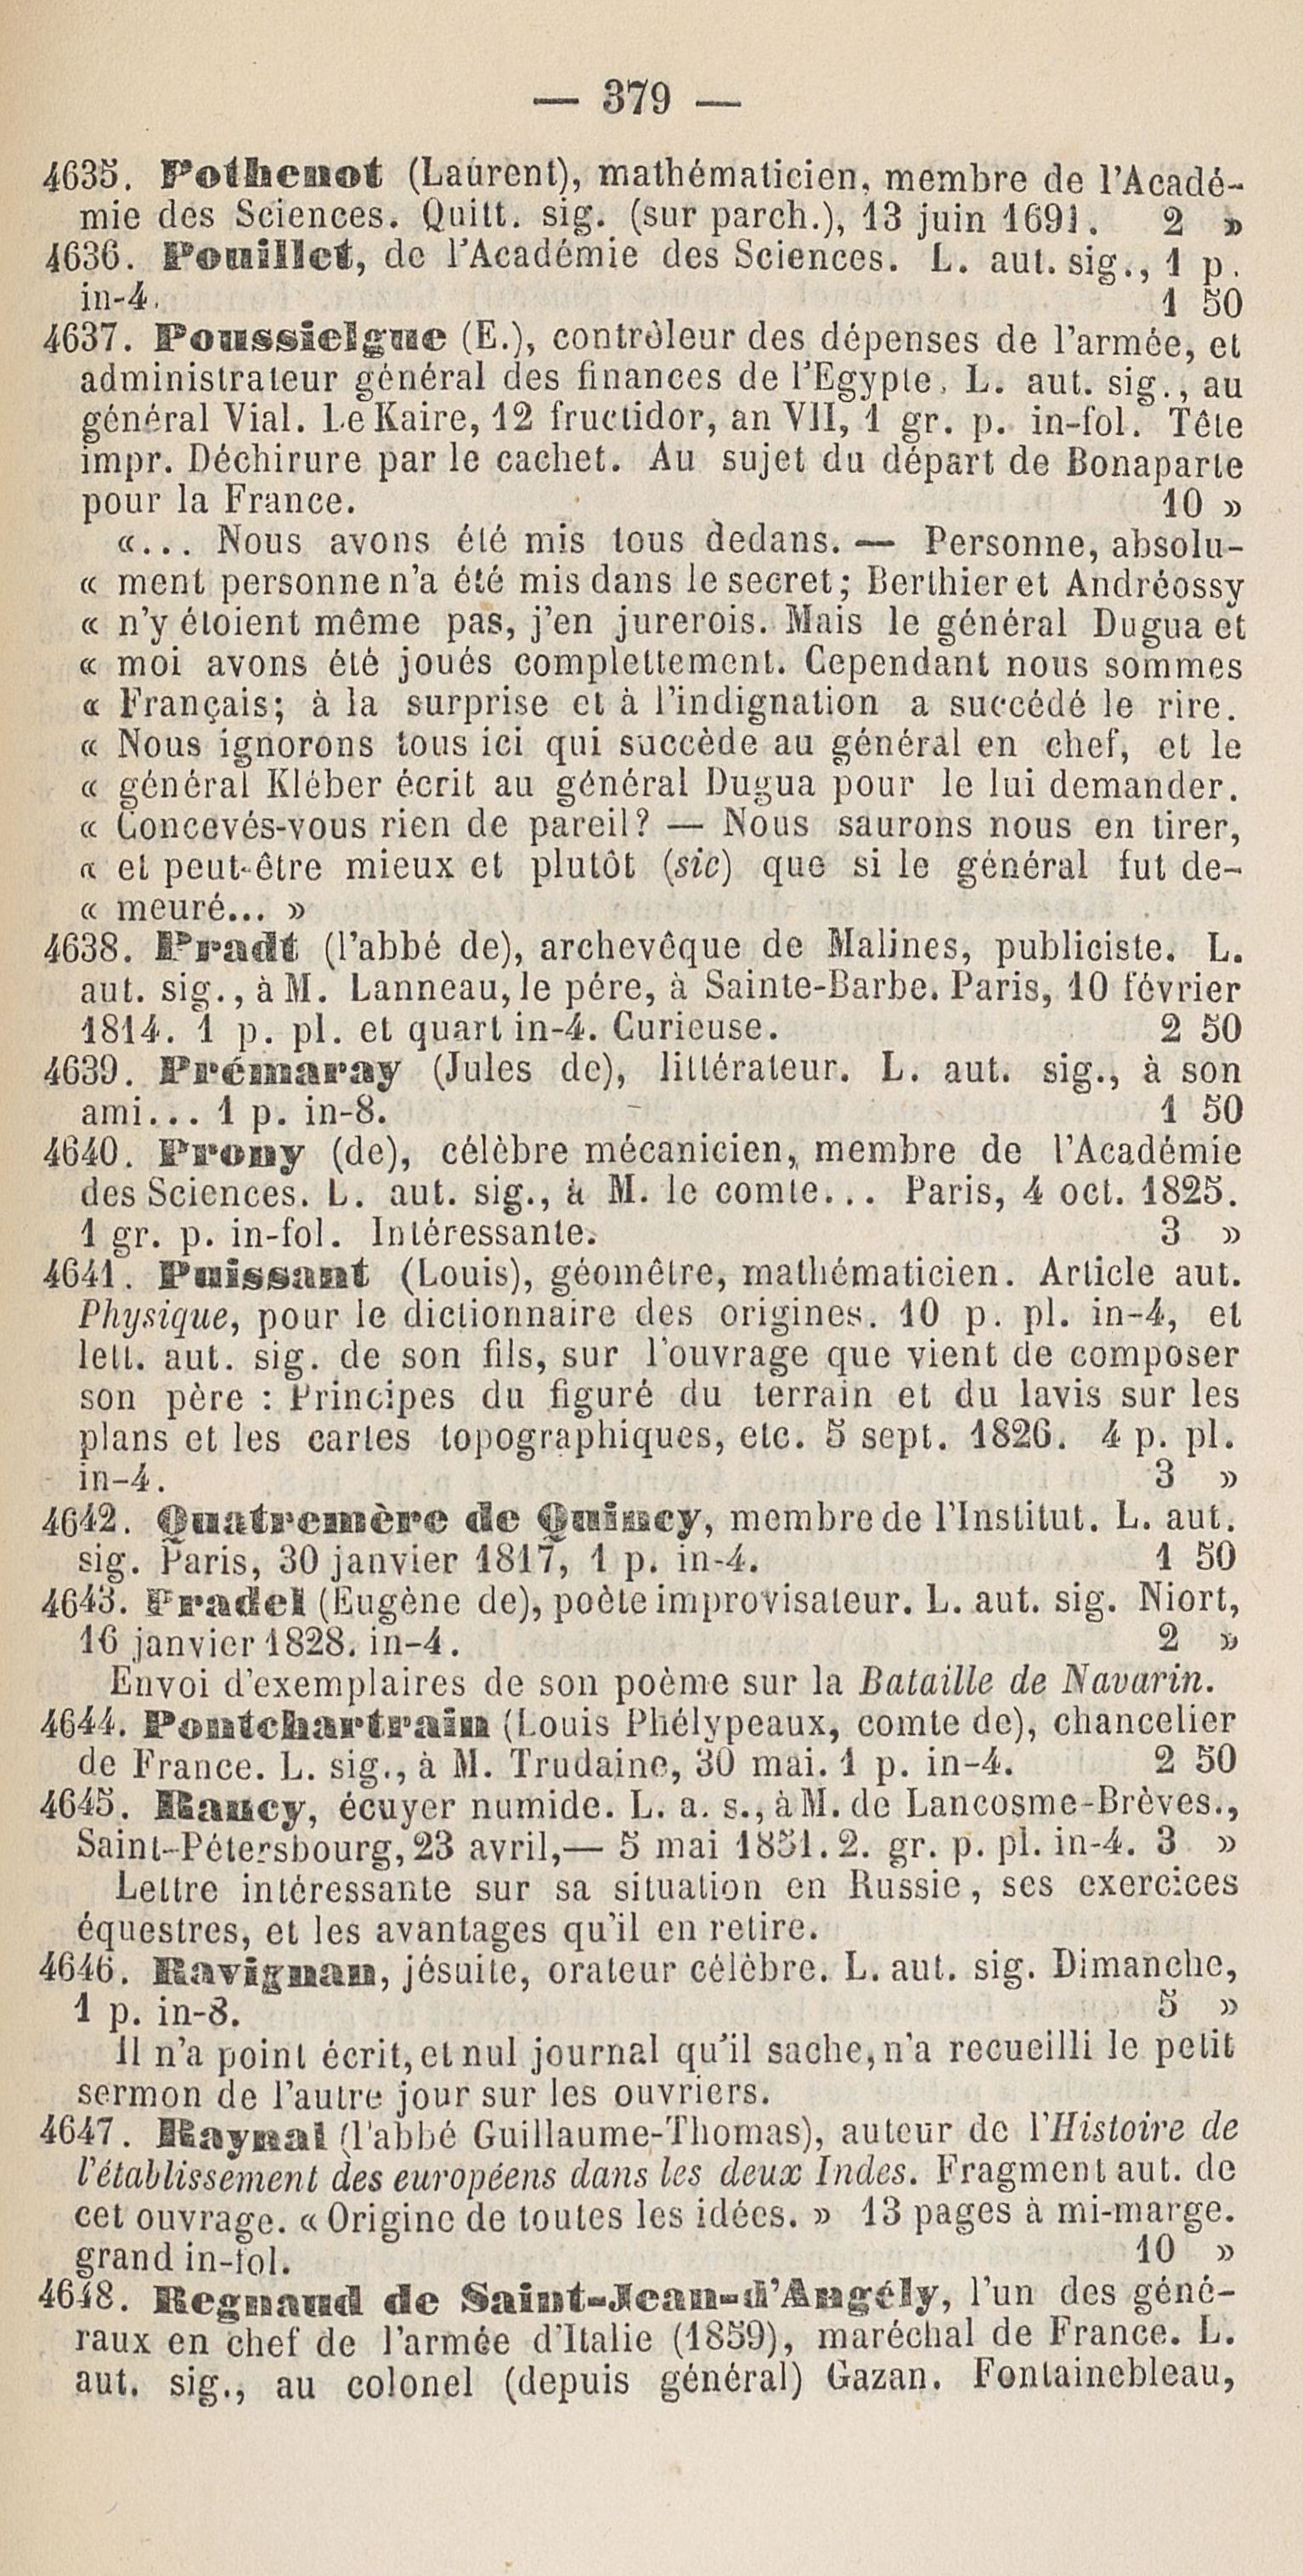 — 379 —
4635. Pothenot (Laurent), mathématicien, membre de l'Acadé-
mie des Sciences. Quitt. sig. (sur parch.), 13 juin 1691. 2 »
4636. Pouillet, de l'Académie des Sciences. L. aut. sig., 1 p.
in-4. 1 50
4637. Poussielgue (E.), contrôleur des dépenses de l'armée, et
administrateur général des finances de l'Egypte. L. aut. sig., au
général Vial. Le Kaire, 12 fructidor, an VII, 1 gr. p. in-fol. Tête
impr. Déchirure par le cachet. Au sujet du départ de Bonaparte
pour la France. 10 »
«... Nous avons été mis tous dedans. — Personne, absolu-
« ment personne n'a été mis dans le secret; Berthier et Andréossy
« n'y étoient même pas, j'en jurerois. Mais le général Dugua et
« moi avons été joués complettement. Cependant nous sommes
« Français; à la surprise et à l'indignation a succédé le rire.
« Nous ignorons tous ici qui succède au général en chef, et le
« général Kléber écrit au général Dugua pour le lui demander.
« Concevés-vous rien de pareil? — Nous saurons nous en tirer,
« et peut-être mieux et plutôt (sic) que si le général fut de-
« meuré... »
4638. Pradt (l'abbé de), archevêque de Malines, publiciste. L.
aut. sig., à M. Lanneau, le pére, à Sainte-Barbe. Paris, 10 février
1814. 1 p. pl. et quart in-4. Curieuse. 2 50
4639. Prémaray (Jules de), littérateur. L. aut. sig., à son
ami... 1 p. in-8. 1 50
4640. Prony (de), célèbre mécanicien, membre de l'Académie
des Sciences. L. aut. sig., à M. le comte... Paris, 4 oct. 1825.
1 gr. p. in-fol. Intéressante. 3 »
4641. Puissant (Louis), géomêtre, mathématicien. Article aut.
Physique, pour le dictionnaire des origines. 10 p. pl. in-4, et
lett. aut. sig. de son fils, sur l'ouvrage que vient de composer
son père : Principes du figuré du terrain et du lavis sur les
plans et les cartes topographiques, etc. 5 sept. 1826. 4 p. pl.
in-4. 3 »
4642. Quatremère de Quincy, membre de l'Institut. L. aut.
sig. Paris, 30 janvier 1817, 1 p. in-4. 1 50
4643. Pradel (Eugène de), poète improvisateur. L. aut. sig. Niort,
16 janvier 1828. in-4. 2 »
Envoi d'exemplaires de son poème sur la Bataille de Navarin.
4644. Pontchartrain (Louis Phélypeaux, comte de), chancelier
de France. L. sig., à M. Trudaine, 30 mai. 1 p. in-4. 2 50
4645. Rancy, écuyer numide. L. a. s., à M. de Lancosme-Brèves.,
Saint-Pétersbourg, 23 avril,— 5 mai 1851. 2. gr. p. pl. in-4. 3 »
Lettre intéressante sur sa situation en Russie, ses exercices
équestres, et les avantages qu'il en retire.
4646. Ravignan, jésuite, orateur célèbre. L. aut. sig. Dimanche,
1 p. in-8. 5 »
Il n'a point écrit, et nul journal qu'il sache, n'a recueilli le petit
sermon de l'autre jour sur les ouvriers.
4647. Raynal (l'abbé Guillaume-Thomas), auteur de l'Histoire de
l'établissement des européens dans les deux Indes. Fragment aut. de
cet ouvrage. « Origine de toutes les idées. » 13 pages à mi-marge.
grand in-fol. 10 »
4648. Regnaud de Saint-Jean-d'Angély, l'un des géné-
raux en chef de l'armée d'Italie (1859), maréchal de France. L.
aut. sig., au colonel (depuis général) Gazan. Fontainebleau,